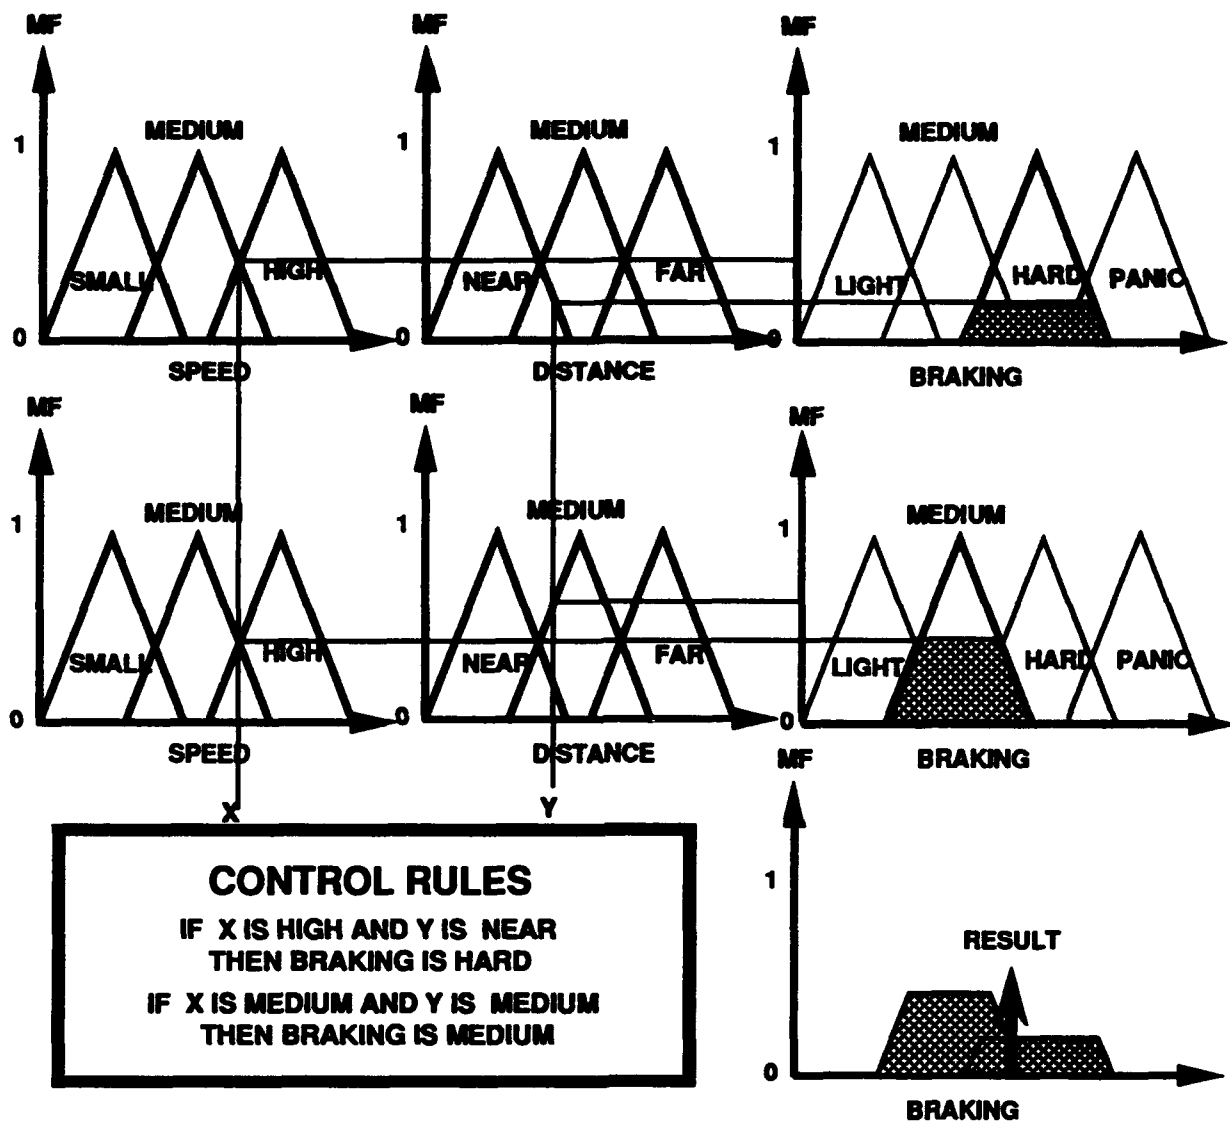 MF
MF
MF
1
MEDIUM
1
MEDIUM
1
MEDIUM
SMALL
HIGH
NEAR
FAR
LIGHT
HARD
PANIC
0
0
0
SPEED
DISTANCE
BRAKING
MF
MF
MF
1
MEDIUM
1
MEDIUM
1
MEDIUM
SMALL
HIGH
NEAR
FAR
LIGHT
HARD
PANIC
0
0
0
SPEED
DISTANCE
BRAKING
X
Y
MF
CONTROL RULES
IF X IS HIGH AND Y IS NEAR
THEN BRAKING IS HARD
IF X IS MEDIUM AND Y IS MEDIUM
THEN BRAKING IS MEDIUM
1
RESULT
0
BRAKING